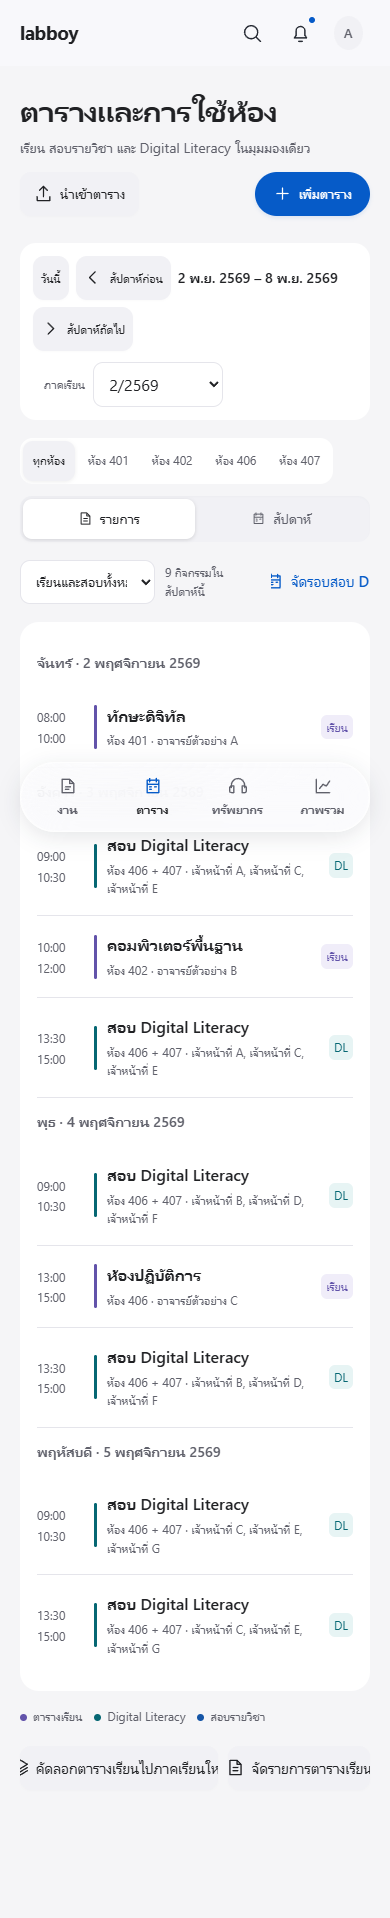 labboy
A
ตารางและการใช้ห้อง
เรียน สอบรายวิชา และ Digital Literacy ในมุมมองเดียว
นำเข้าตาราง
เพิ่มตาราง
วันนี้
สัปดาห์ก่อน
2 พ.ย. 2569 – 8 พ.ย. 2569
สัปดาห์ถัดไป
ภาคเรียน
2/2569
ทุกห้อง
ห้อง 401
ห้อง 402
ห้อง 406
ห้อง 407
รายการ
สัปดาห์
เรียนและสอบทั้งหม
9 กิจกรรมใน
สัปดาห์นี้
จัดรอบสอบ D
จันทร์ · 2 พฤศจิกายน 2569
08:00
10:00
ทักษะดิจิทัล
ห้อง 401 · อาจารย์ตัวอย่าง A
เรียน
งาน
ตาราง
ทรัพยากร
ภาพรวม
09:00
10:30
สอบ Digital Literacy
ห้อง 406 + 407 · เจ้าหน้าที่ A, เจ้าหน้าที่ C,
เจ้าหน้าที่ E
DL
10:00
12:00
คอมพิวเตอร์พื้นฐาน
ห้อง 402 · อาจารย์ตัวอย่าง B
เรียน
13:30
15:00
สอบ Digital Literacy
ห้อง 406 + 407 · เจ้าหน้าที่ A, เจ้าหน้าที่ C,
เจ้าหน้าที่ E
DL
พุธ · 4 พฤศจิกายน 2569
09:00
10:30
สอบ Digital Literacy
ห้อง 406 + 407 · เจ้าหน้าที่ B, เจ้าหน้าที่ D,
เจ้าหน้าที่ F
DL
13:00
15:00
ห้องปฏิบัติการ
ห้อง 406 · อาจารย์ตัวอย่าง C
เรียน
13:30
15:00
สอบ Digital Literacy
ห้อง 406 + 407 · เจ้าหน้าที่ B, เจ้าหน้าที่ D,
เจ้าหน้าที่ F
DL
พฤหัสบดี · 5 พฤศจิกายน 2569
09:00
10:30
สอบ Digital Literacy
ห้อง 406 + 407 · เจ้าหน้าที่ C, เจ้าหน้าที่ E,
เจ้าหน้าที่ G
DL
13:30
15:00
สอบ Digital Literacy
ห้อง 406 + 407 · เจ้าหน้าที่ C, เจ้าหน้าที่ E,
เจ้าหน้าที่ G
DL
ตารางเรียน
Digital Literacy
สอบรายวิชา
คัดลอกตารางเรียนไปภาคเรียนให
จัดรายการตารางเรียน